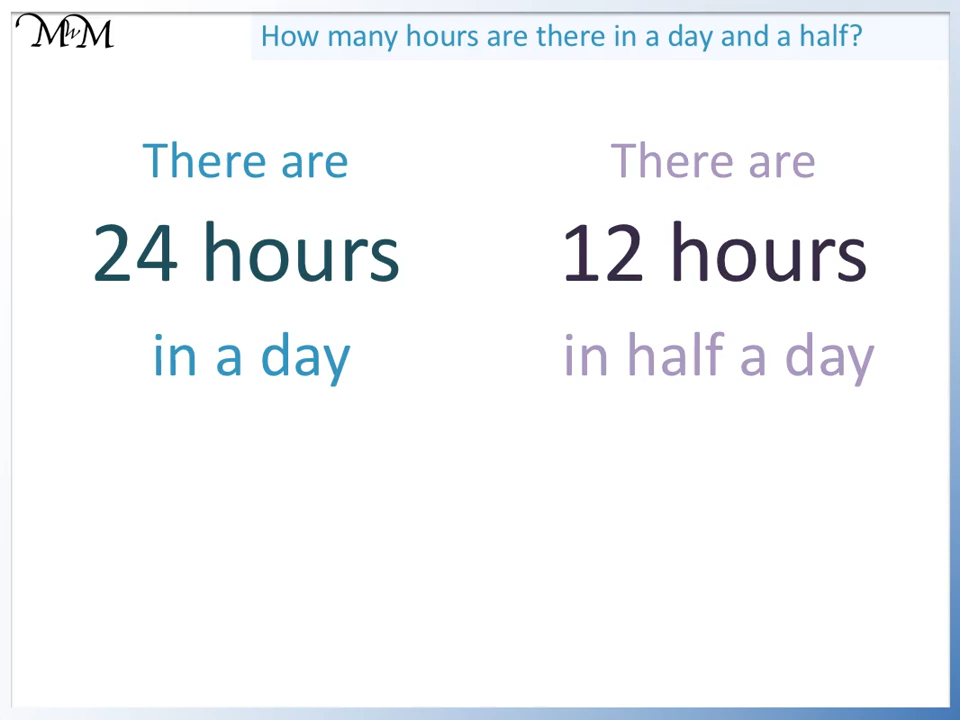 MwM
How many hours are there in a day and a half?
There are
24 hours
in a day
There are
12 hours
in half a day